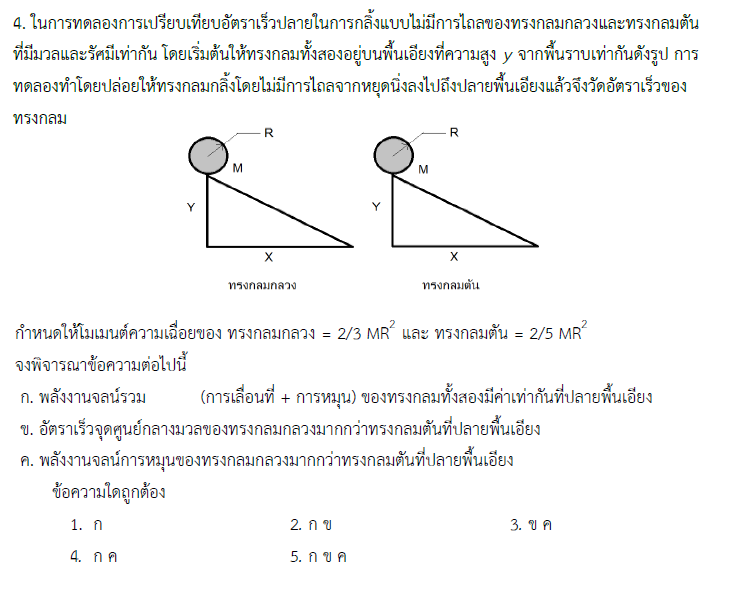 4. ในการทดลองการเปรียบเทียบอัตราเร็วปลายในการกลิ้งแบบไม่มีการไถลของทรงกลมกลวงและทรงกลมตัน
ที่มีมวลและรัศมีเท่ากัน โดยเริ่มต้นให้ทรงกลมทั้งสองอยู่บนพื้นเอียงที่ความสูง y จากพื้นราบเท่ากันดังรูป การ
ทดลองทำโดยปล่อยให้ทรงกลมกลิ้งโดยไม่มีการไถลจากหยุดนิ่งลงไปถึงปลายพื้นเอียงแล้วจึงวัดอัตราเร็วของ
ทรงกลม
R R
M M
Y Y
X X
ทรงกลมกลวง ทรงกลมตัน
กำหนดให้โมเมนต์ความเฉื่อยของ ทรงกลมกลวง = 2/3 MR² และ ทรงกลมตัน = 2/5 MR²
จงพิจารณาข้อความต่อไปนี้
ก. พลังงานจลน์รวม (การเลื่อนที่ + การหมุน) ของทรงกลมทั้งสองมีค่าเท่ากันที่ปลายพื้นเอียง
ข. อัตราเร็วจุดศูนย์กลางมวลของทรงกลมกลวงมากกว่าทรงกลมตันที่ปลายพื้นเอียง
ค. พลังงานจลน์การหมุนของทรงกลมกลวงมากกว่าทรงกลมตันที่ปลายพื้นเอียง
ข้อความใดถูกต้อง
1. ก 2. ก ข 3. ข ค
4. ก ค 5. ก ข ค